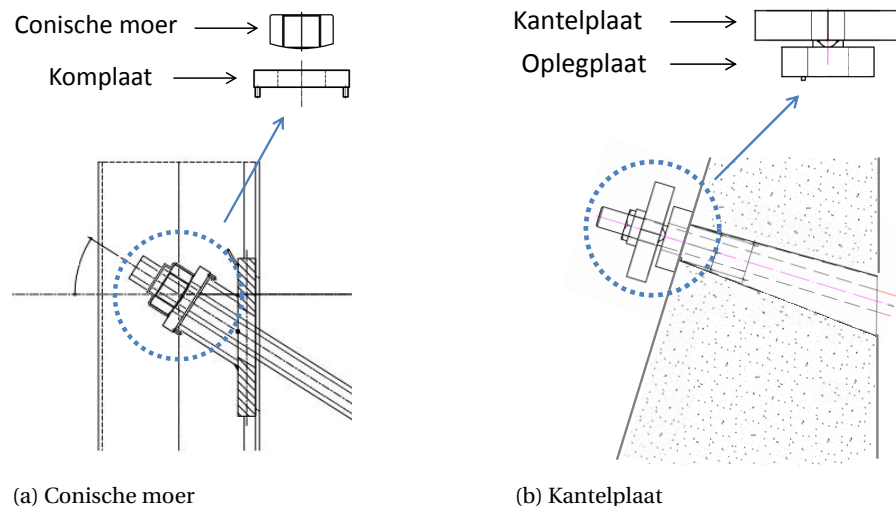 Conische moer
Komplaat
Kantelplaat
Oplegplaat
(a) Conische moer
(b) Kantelplaat